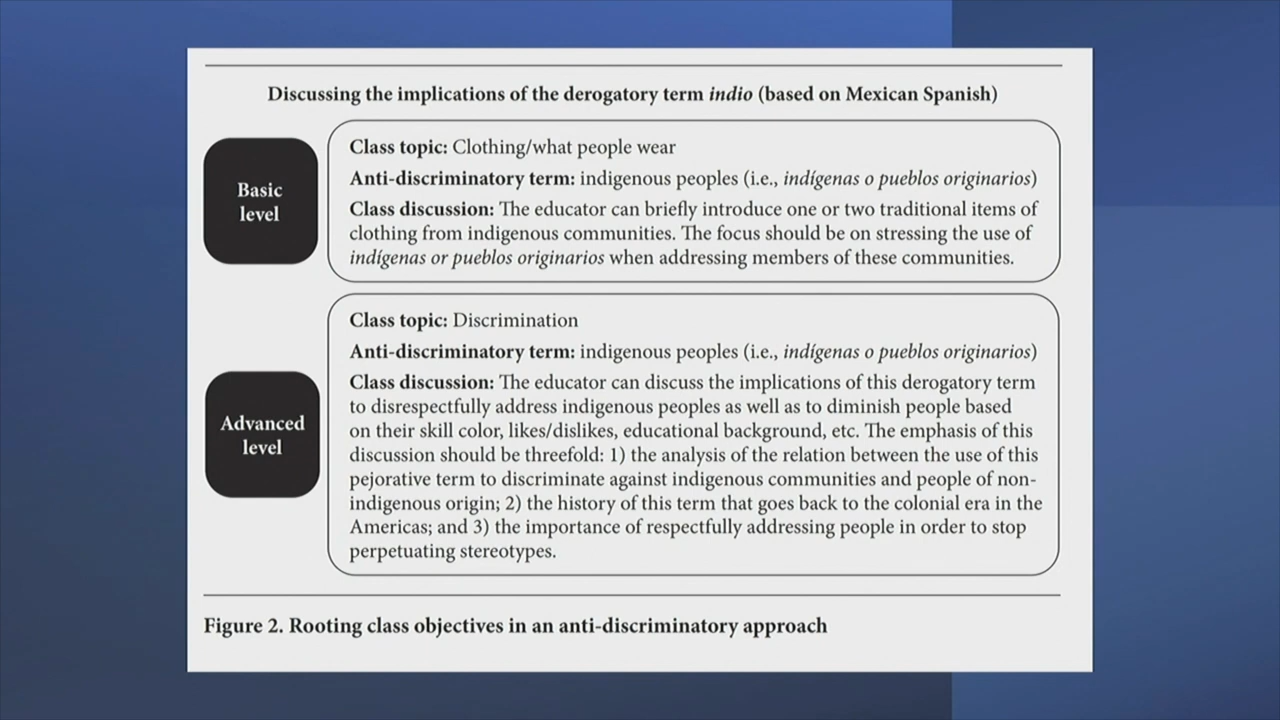 Discussing the implications of the derogatory term indio (based on Mexican Spanish)
Basic
level
Class topic: Clothing/what people wear
Anti-discriminatory term: indigenous peoples (i.e., indígenas o pueblos originarios)
Class discussion: The educator can briefly introduce one or two traditional items of
clothing from indigenous communities. The focus should be on stressing the use of
indígenas or pueblos originarios when addressing members of these communities.
Advanced
level
Class topic: Discrimination
Anti-discriminatory term: indigenous peoples (i.e., indígenas o pueblos originarios)
Class discussion: The educator can discuss the implications of this derogatory term
to disrespectfully address indigenous peoples as well as to diminish people based
on their skill color, likes/dislikes, educational background, etc. The emphasis of this
discussion should be threefold: 1) the analysis of the relation between the use of this
pejorative term to discriminate against indigenous communities and people of non-
indigenous origin; 2) the history of this term that goes back to the colonial era in the
Americas; and 3) the importance of respectfully addressing people in order to stop
perpetuating stereotypes.
Figure 2. Rooting class objectives in an anti-discriminatory approach